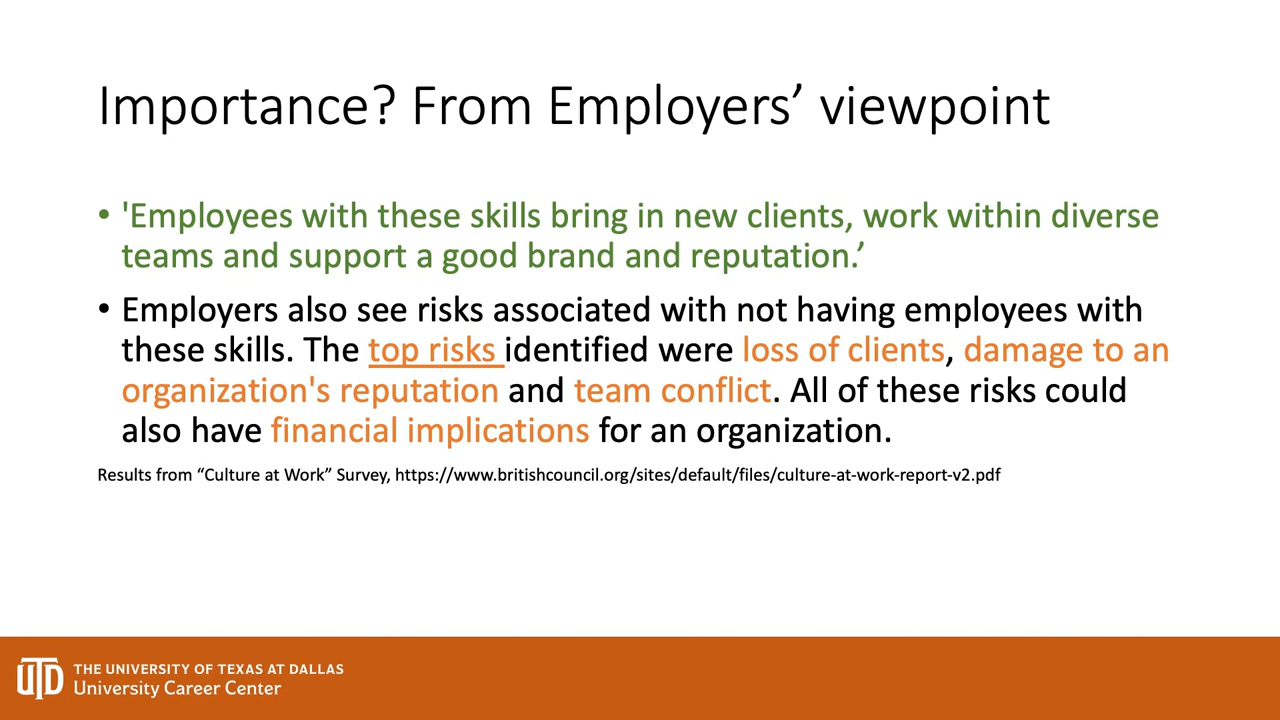 Importance? From Employers’ viewpoint
• 'Employees with these skills bring in new clients, work within diverse
teams and support a good brand and reputation.’
• Employers also see risks associated with not having employees with
these skills. The top risks identified were loss of clients, damage to an
organization's reputation and team conflict. All of these risks could
also have financial implications for an organization.
Results from “Culture at Work” Survey, https://www.britishcouncil.org/sites/default/files/culture-at-work-report-v2.pdf
UTD
THE UNIVERSITY OF TEXAS AT DALLAS
University Career Center